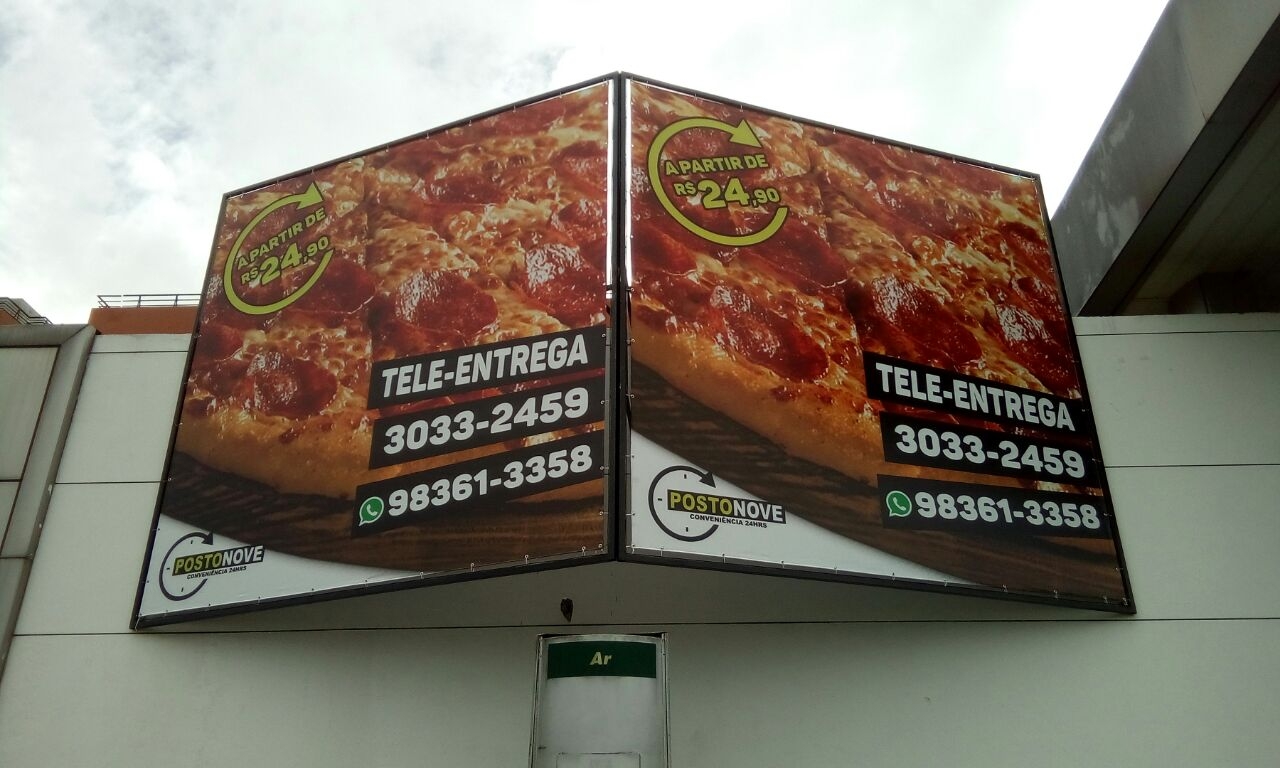 A PARTIR DE
R$ 24,90
TELE-ENTREGA
3033-2459
98361-3358
POSTONOVE
CONVENIÊNCIA 24HRS
A PARTIR DE
R$ 24,90
TELE-ENTREGA
3033-2459
98361-3358
POSTONOVE
CONVENIÊNCIA 24HRS
Ar